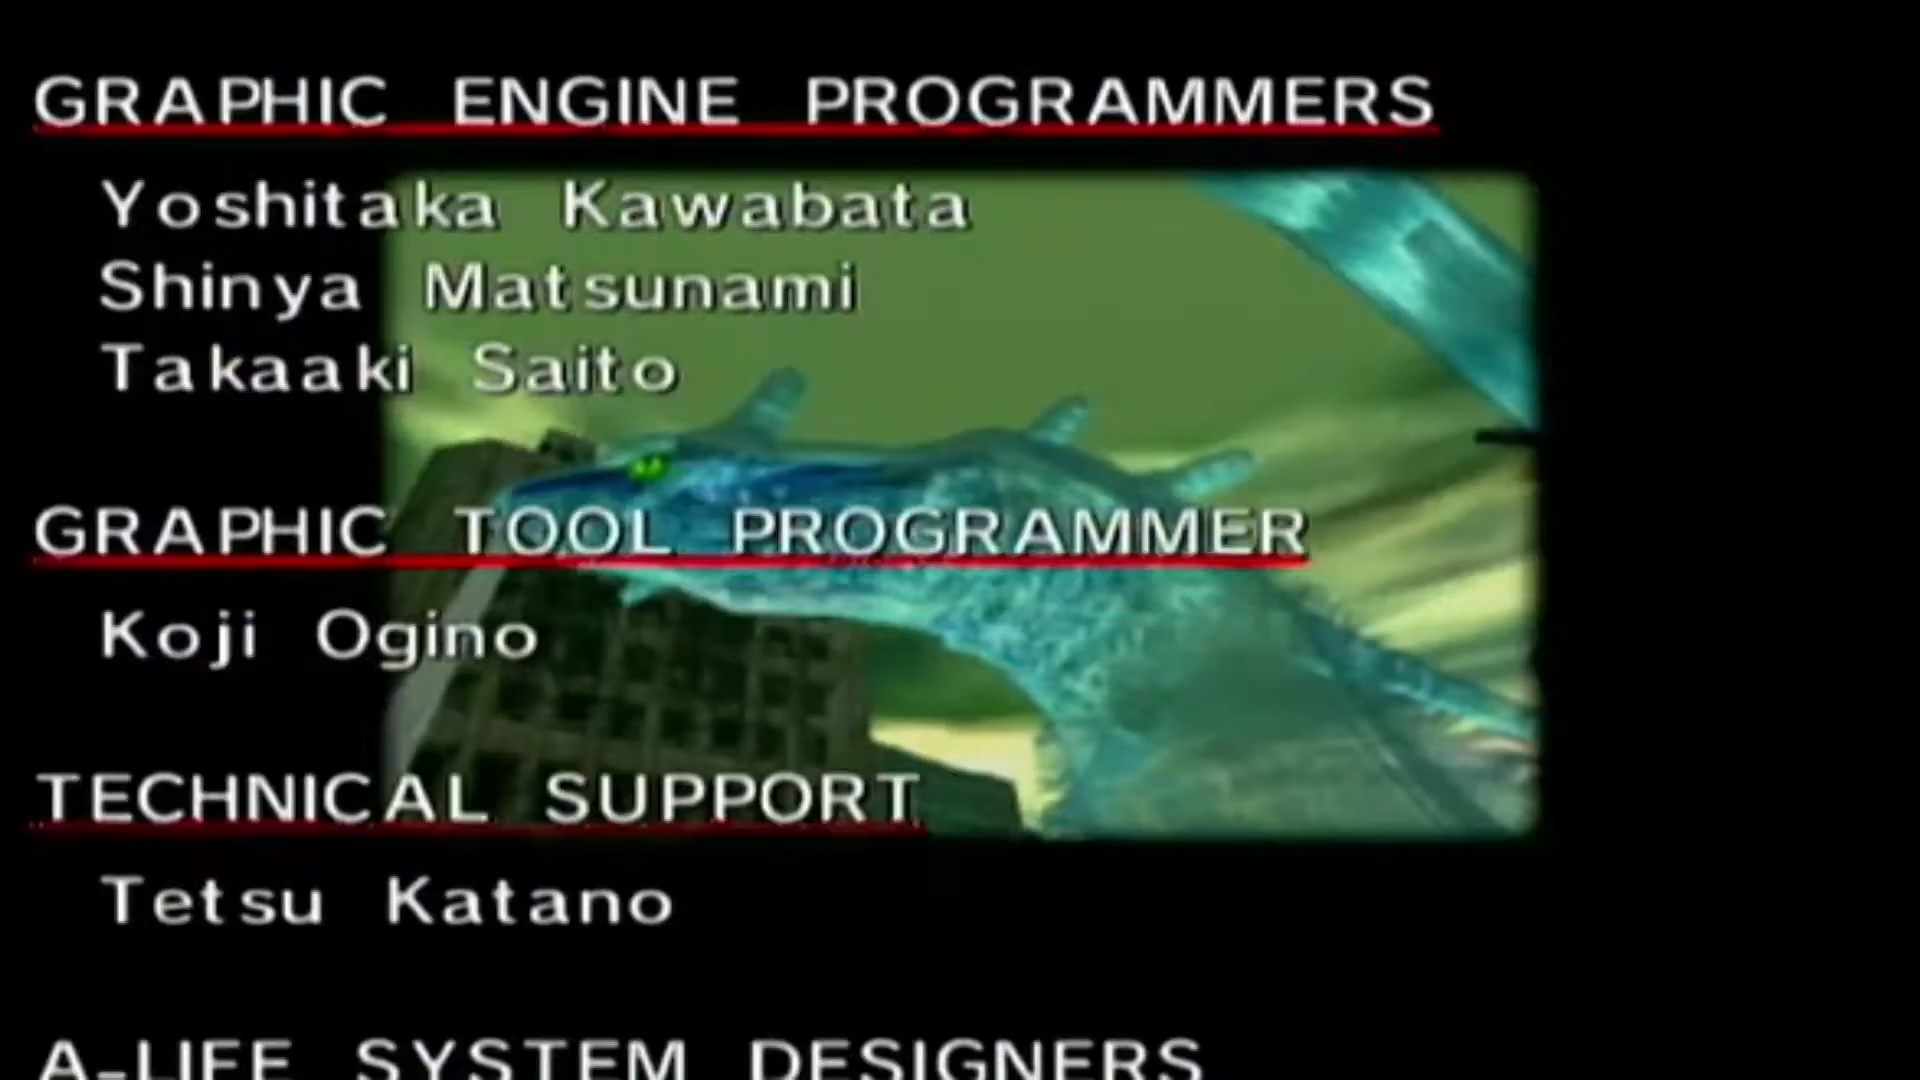 GRAPHIC ENGINE PROGRAMMERS
Yoshitaka Kawabata
Shinya Matsunami
Takaaki Saito
GRAPHIC TOOL PROGRAMMER
Koji Ogino
TECHNICAL SUPPORT
Tetsu Katano
A-LIFE SYSTEM DESIGNERS